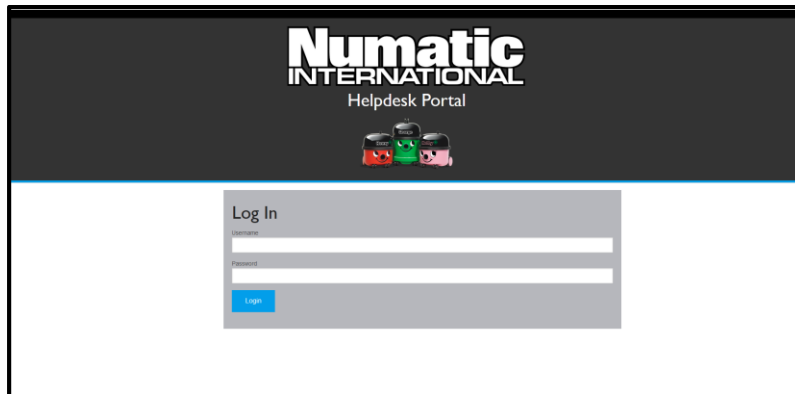 Numatic
INTERNATIONAL
Helpdesk Portal
Log In
Username
Password
Login